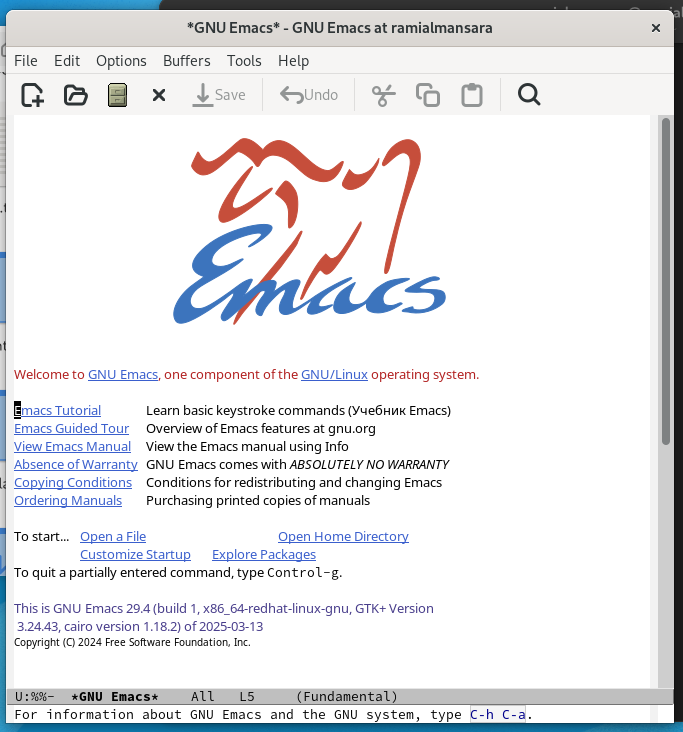 *GNU Emacs* - GNU Emacs at ramialmansara
File Edit Options Buffers Tools Help
Save Undo
Emacs
Welcome to GNU Emacs, one component of the GNU/Linux operating system.
Emacs Tutorial Learn basic keystroke commands (Учебник Emacs)
Emacs Guided Tour Overview of Emacs features at gnu.org
View Emacs Manual View the Emacs manual using Info
Absence of Warranty GNU Emacs comes with ABSOLUTELY NO WARRANTY
Copying Conditions Conditions for redistributing and changing Emacs
Ordering Manuals Purchasing printed copies of manuals
To start... Open a File Open Home Directory
Customize Startup Explore Packages
To quit a partially entered command, type Control-g.
This is GNU Emacs 29.4 (build 1, x86_64-redhat-linux-gnu, GTK+ Version
3.24.43, cairo version 1.18.2) of 2025-03-13
Copyright (C) 2024 Free Software Foundation, Inc.
U:%%- *GNU Emacs* All L5 (Fundamental)
For information about GNU Emacs and the GNU system, type C-h C-a.